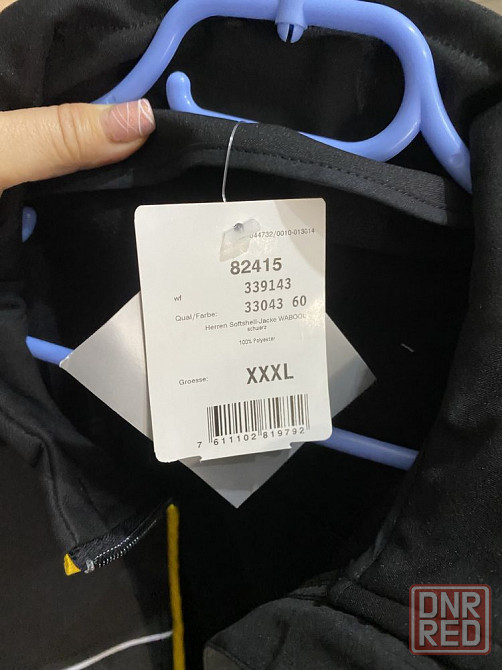 044732/0010-013014
82415
wf 339143
Qual/Farbe: 33043 60
Herren Softshell-Jacke WABOOL
schwarz
100% Polyester
Groesse: XXXL
7 611102 819792
DNR
RED